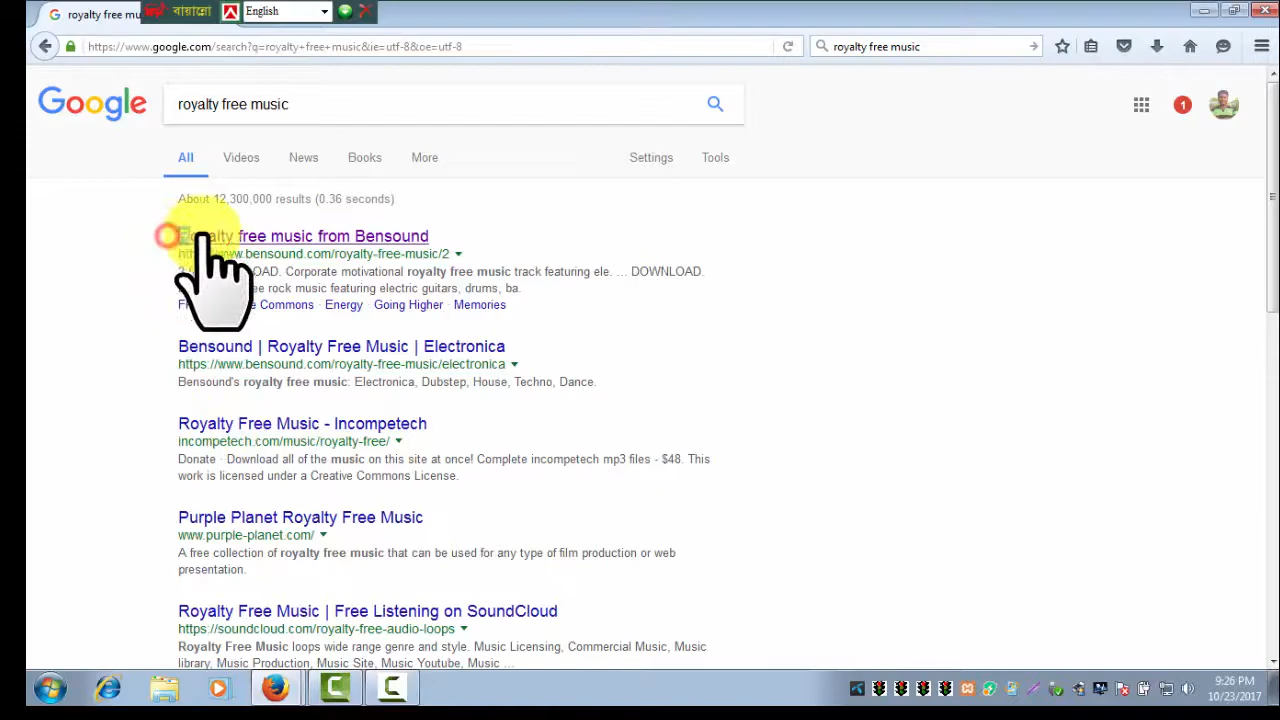 royalty free mu
বায়ান্নো
English
https://www.google.com/search?q=royalty+free+music&ie=utf-8&oe=utf-8
royalty free music
Google
royalty free music
1
All Videos News Books More Settings Tools
About 12,300,000 results (0.36 seconds)
free music from Bensound
www.bensound.com/royalty-free-music/2
Corporate motivational royalty free music track featuring ele. ... DOWNLOAD.
rock music featuring electric guitars, drums, ba.
Commons · Energy · Going Higher · Memories
Bensound | Royalty Free Music | Electronica
https://www.bensound.com/royalty-free-music/electronica
Bensound's royalty free music: Electronica, Dubstep, House, Techno, Dance.
Royalty Free Music - Incompetech
incompetech.com/music/royalty-free/
Donate · Download all of the music on this site at once! Complete incompetech mp3 files - $48. This
work is licensed under a Creative Commons License.
Purple Planet Royalty Free Music
www.purple-planet.com/
A free collection of royalty free music that can be used for any type of film production or web
presentation.
Royalty Free Music | Free Listening on SoundCloud
https://soundcloud.com/royalty-free-audio-loops
Royalty Free Music loops wide range genre and style. Music Licensing, Commercial Music, Music
library, Music Production, Music Site, Music Youtube, Music ...
9:26 PM
10/23/2017